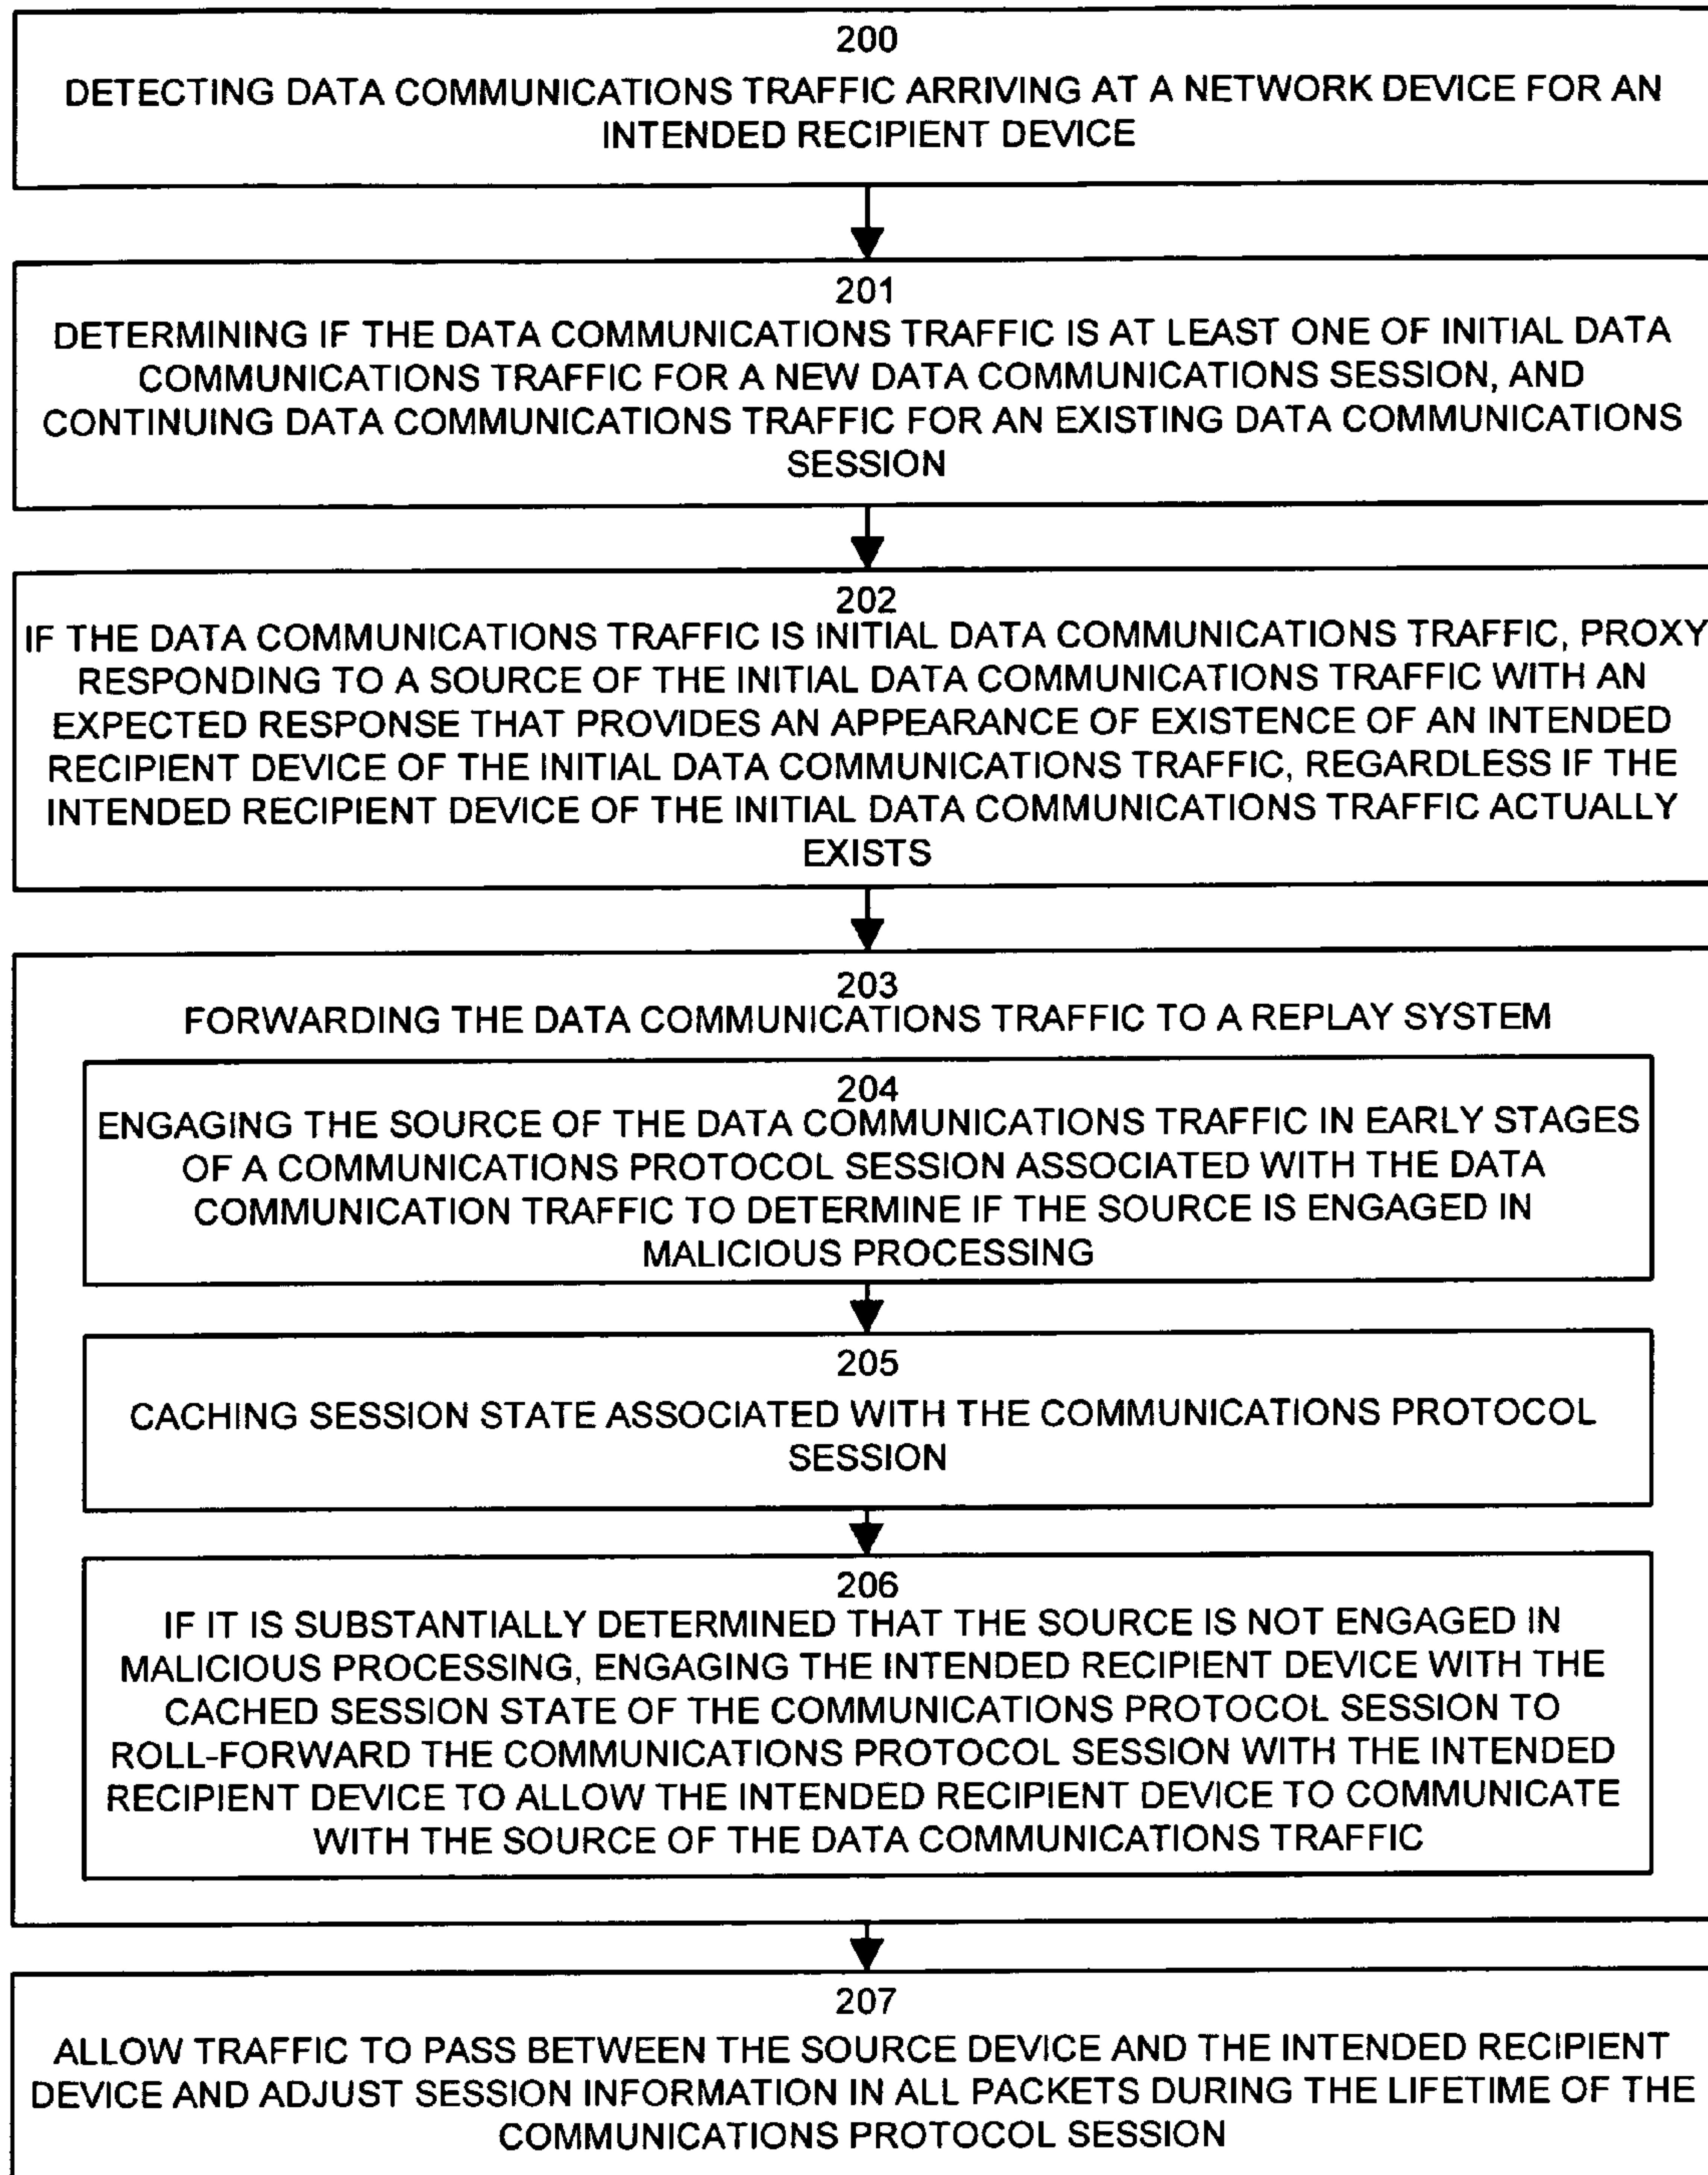 200
DETECTING DATA COMMUNICATIONS TRAFFIC ARRIVING AT A NETWORK DEVICE FOR AN
INTENDED RECIPIENT DEVICE
201
DETERMINING IF THE DATA COMMUNICATIONS TRAFFIC IS AT LEAST ONE OF INITIAL DATA
COMMUNICATIONS TRAFFIC FOR A NEW DATA COMMUNICATIONS SESSION, AND
CONTINUING DATA COMMUNICATIONS TRAFFIC FOR AN EXISTING DATA COMMUNICATIONS
SESSION
202
IF THE DATA COMMUNICATIONS TRAFFIC IS INITIAL DATA COMMUNICATIONS TRAFFIC, PROXY
RESPONDING TO A SOURCE OF THE INITIAL DATA COMMUNICATIONS TRAFFIC WITH AN
EXPECTED RESPONSE THAT PROVIDES AN APPEARANCE OF EXISTENCE OF AN INTENDED
RECIPIENT DEVICE OF THE INITIAL DATA COMMUNICATIONS TRAFFIC, REGARDLESS IF THE
INTENDED RECIPIENT DEVICE OF THE INITIAL DATA COMMUNICATIONS TRAFFIC ACTUALLY
EXISTS
203
FORWARDING THE DATA COMMUNICATIONS TRAFFIC TO A REPLAY SYSTEM
204
ENGAGING THE SOURCE OF THE DATA COMMUNICATIONS TRAFFIC IN EARLY STAGES
OF A COMMUNICATIONS PROTOCOL SESSION ASSOCIATED WITH THE DATA
COMMUNICATION TRAFFIC TO DETERMINE IF THE SOURCE IS ENGAGED IN
MALICIOUS PROCESSING
205
CACHING SESSION STATE ASSOCIATED WITH THE COMMUNICATIONS PROTOCOL
SESSION
206
IF IT IS SUBSTANTIALLY DETERMINED THAT THE SOURCE IS NOT ENGAGED IN
MALICIOUS PROCESSING, ENGAGING THE INTENDED RECIPIENT DEVICE WITH THE
CACHED SESSION STATE OF THE COMMUNICATIONS PROTOCOL SESSION TO
ROLL-FORWARD THE COMMUNICATIONS PROTOCOL SESSION WITH THE INTENDED
RECIPIENT DEVICE TO ALLOW THE INTENDED RECIPIENT DEVICE TO COMMUNICATE
WITH THE SOURCE OF THE DATA COMMUNICATIONS TRAFFIC
207
ALLOW TRAFFIC TO PASS BETWEEN THE SOURCE DEVICE AND THE INTENDED RECIPIENT
DEVICE AND ADJUST SESSION INFORMATION IN ALL PACKETS DURING THE LIFETIME OF THE
COMMUNICATIONS PROTOCOL SESSION